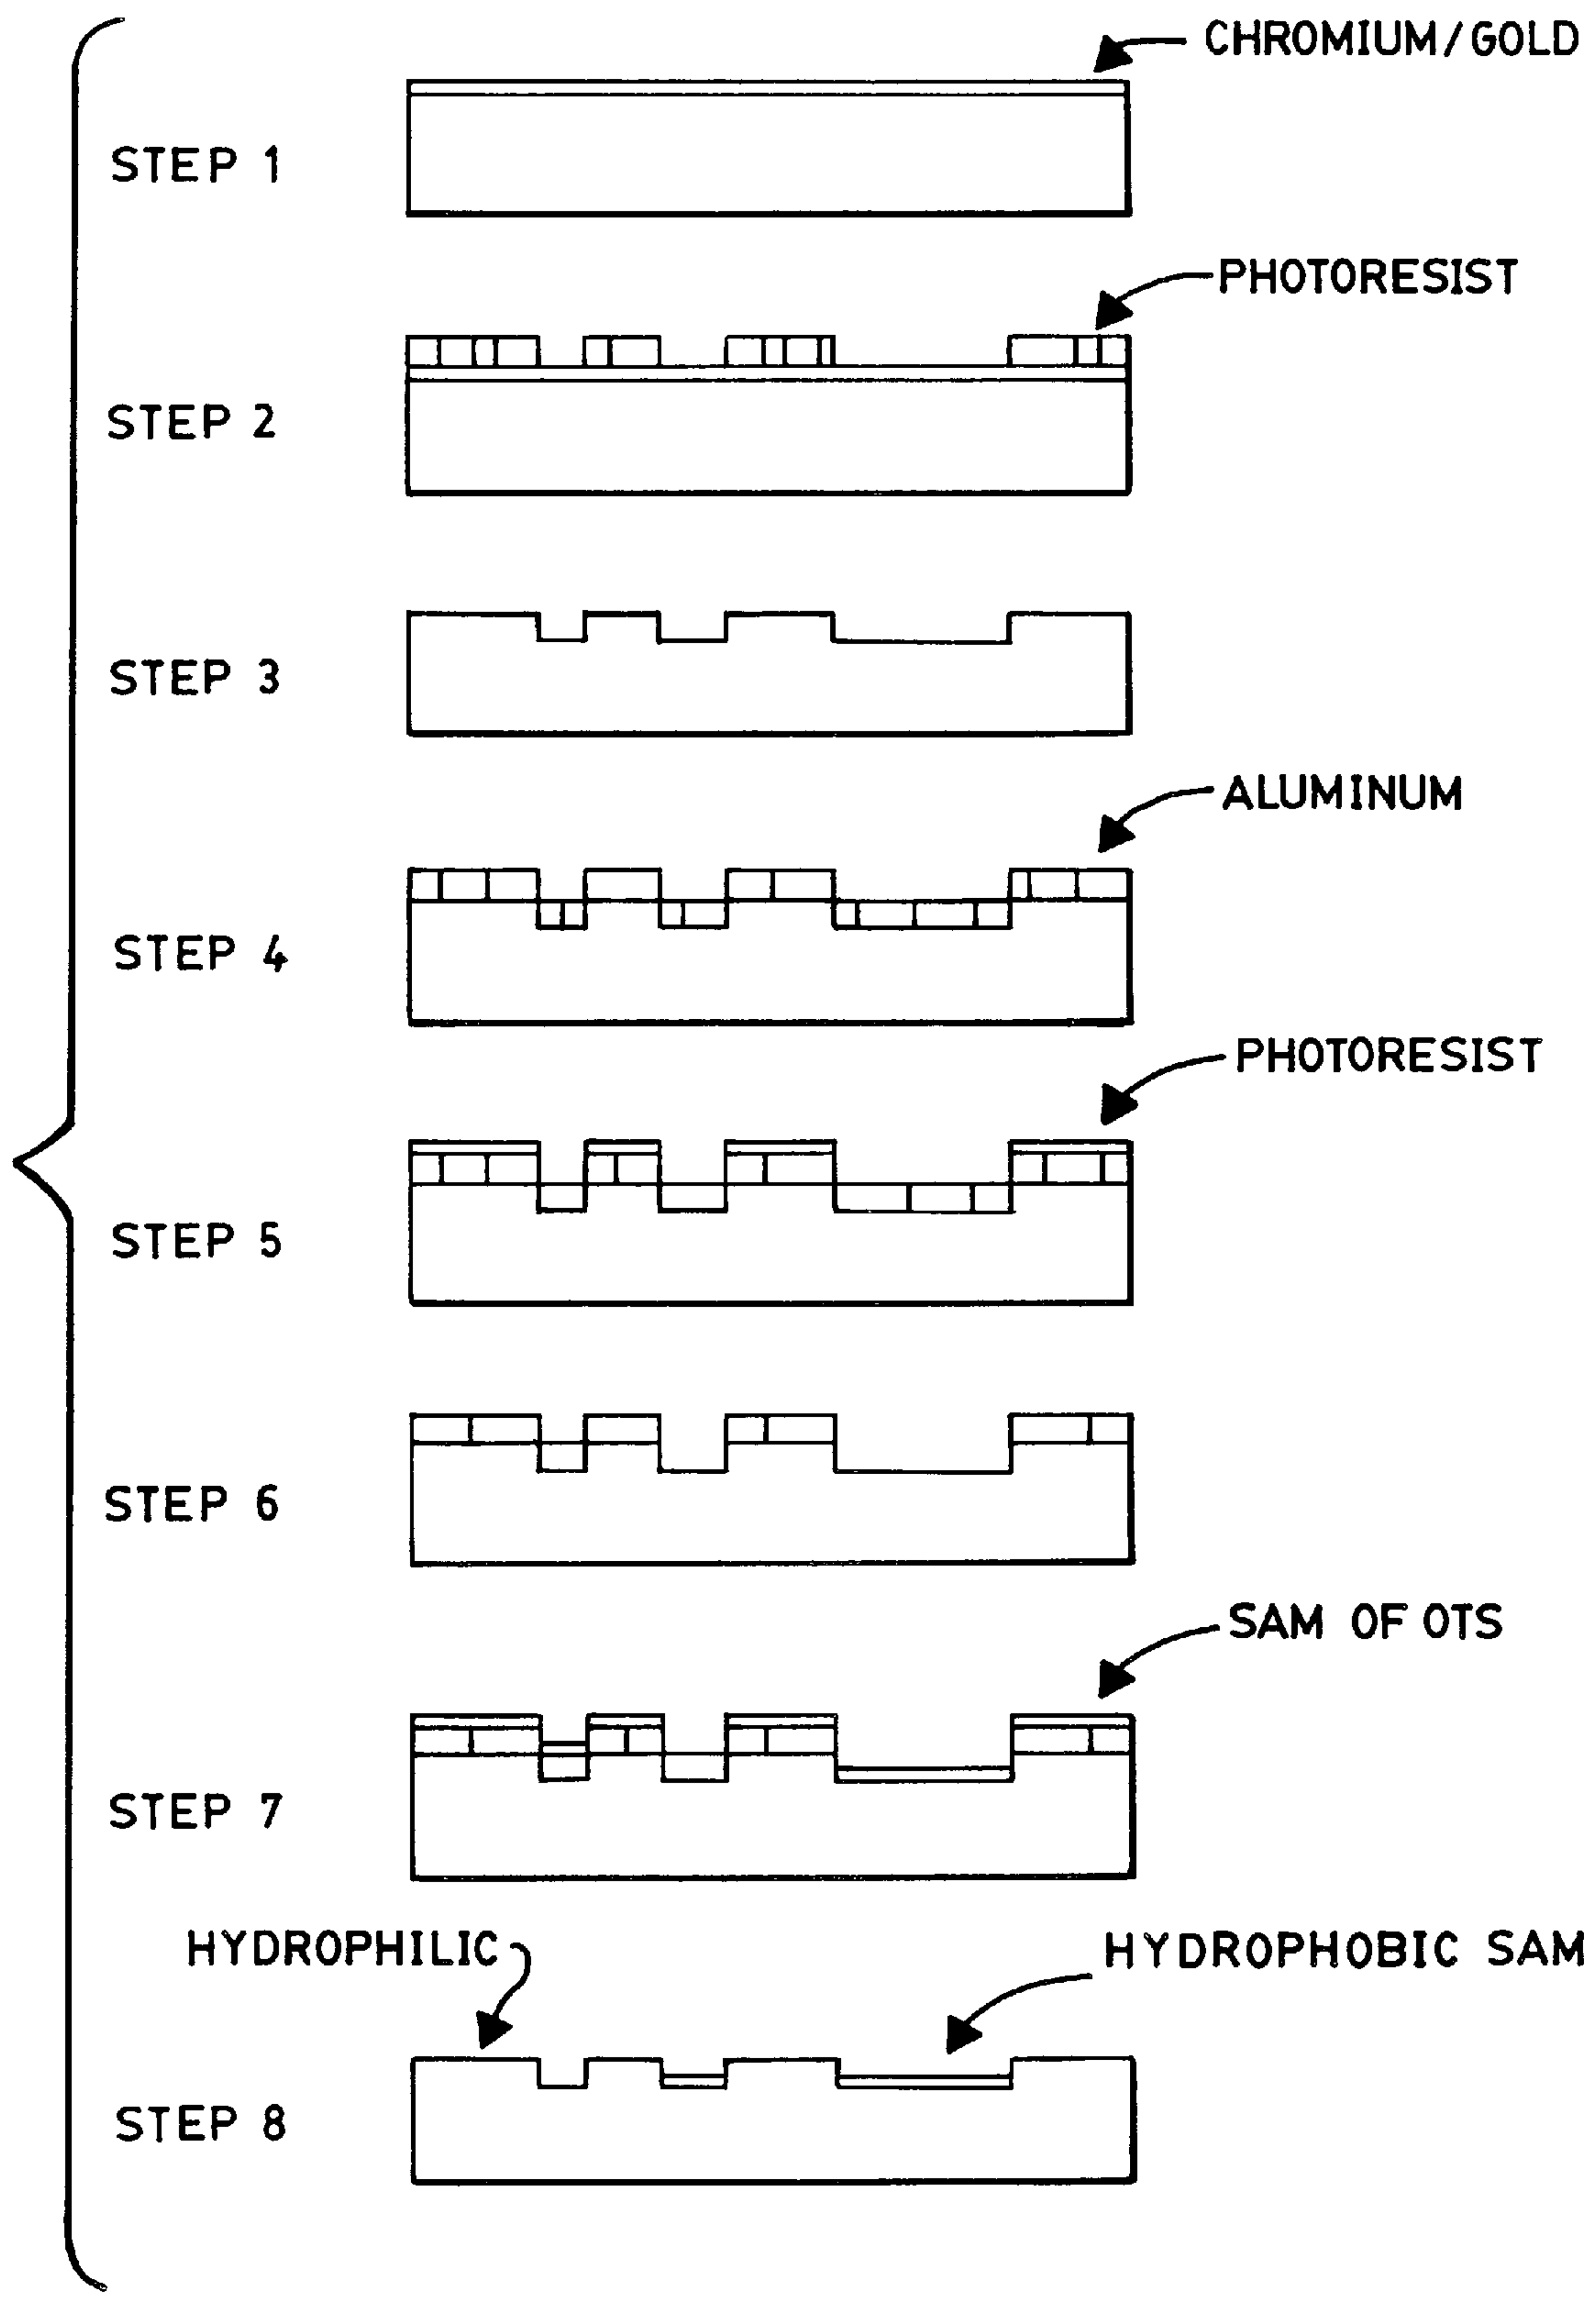 CHROMIUM/GOLD
STEP 1
PHOTORESIST
STEP 2
STEP 3
ALUMINUM
STEP 4
PHOTORESIST
STEP 5
STEP 6
SAM OF OTS
STEP 7
HYDROPHILIC
HYDROPHOBIC SAM
STEP 8